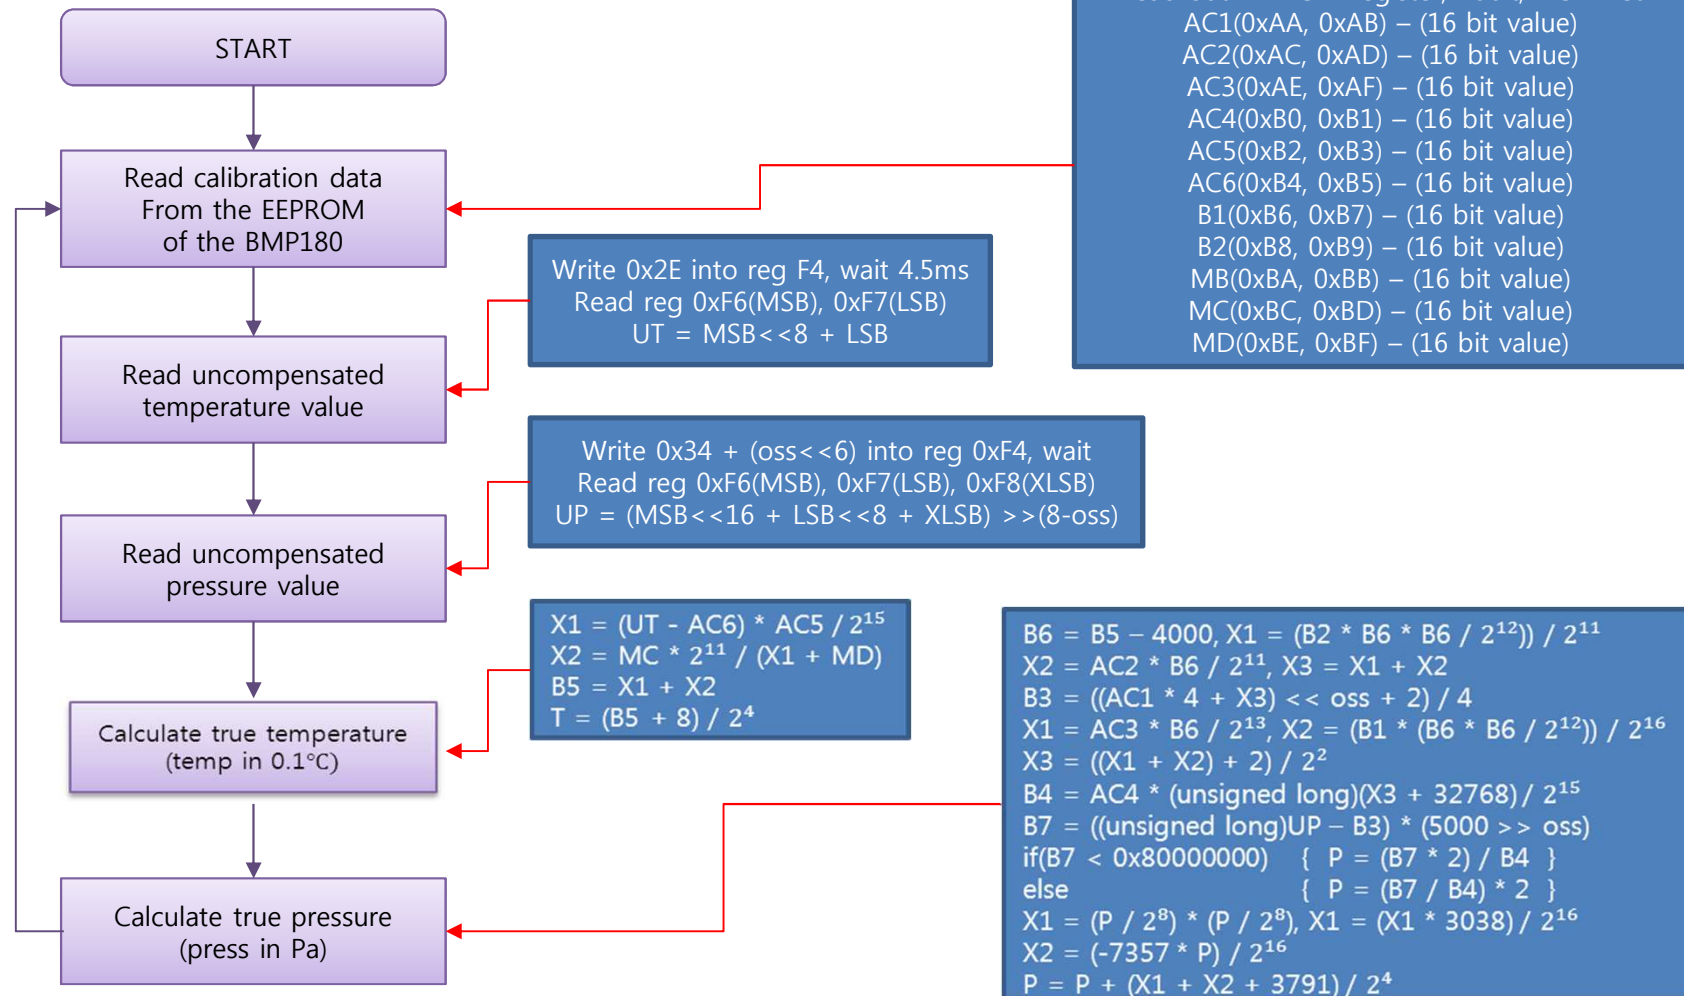 START
Read calibration data
From the EEPROM
of the BMP180
Read uncompensated
temperature value
Read uncompensated
pressure value
Calculate true temperature
(temp in 0.1℃)
Calculate true pressure
(press in Pa)
AC1(0xAA, 0xAB) – (16 bit value)
AC2(0xAC, 0xAD) – (16 bit value)
AC3(0xAE, 0xAF) – (16 bit value)
AC4(0xB0, 0xB1) – (16 bit value)
AC5(0xB2, 0xB3) – (16 bit value)
AC6(0xB4, 0xB5) – (16 bit value)
B1(0xB6, 0xB7) – (16 bit value)
B2(0xB8, 0xB9) – (16 bit value)
MB(0xBA, 0xBB) – (16 bit value)
MC(0xBC, 0xBD) – (16 bit value)
MD(0xBE, 0xBF) – (16 bit value)
Write 0x2E into reg F4, wait 4.5ms
Read reg 0xF6(MSB), 0xF7(LSB)
UT = MSB<<8 + LSB
Write 0x34 + (oss<<6) into reg 0xF4, wait
Read reg 0xF6(MSB), 0xF7(LSB), 0xF8(XLSB)
UP = (MSB<<16 + LSB<<8 + XLSB) >>(8-oss)
X1 = (UT - AC6) * AC5 / 2¹⁵
X2 = MC * 2¹¹ / (X1 + MD)
B5 = X1 + X2
T = (B5 + 8) / 2⁴
B6 = B5 – 4000, X1 = (B2 * B6 * B6 / 2¹²)) / 2¹¹
X2 = AC2 * B6 / 2¹¹, X3 = X1 + X2
B3 = ((AC1 * 4 + X3) << oss + 2) / 4
X1 = AC3 * B6 / 2¹³, X2 = (B1 * (B6 * B6 / 2¹²)) / 2¹⁶
X3 = ((X1 + X2) + 2) / 2²
B4 = AC4 * (unsigned long)(X3 + 32768) / 2¹⁵
B7 = ((unsigned long)UP – B3) * (5000 >> oss)
if(B7 < 0x80000000) { P = (B7 * 2) / B4 }
else { P = (B7 / B4) * 2 }
X1 = (P / 2⁸) * (P / 2⁸), X1 = (X1 * 3038) / 2¹⁶
X2 = (-7357 * P) / 2¹⁶
P = P + (X1 + X2 + 3791) / 2⁴